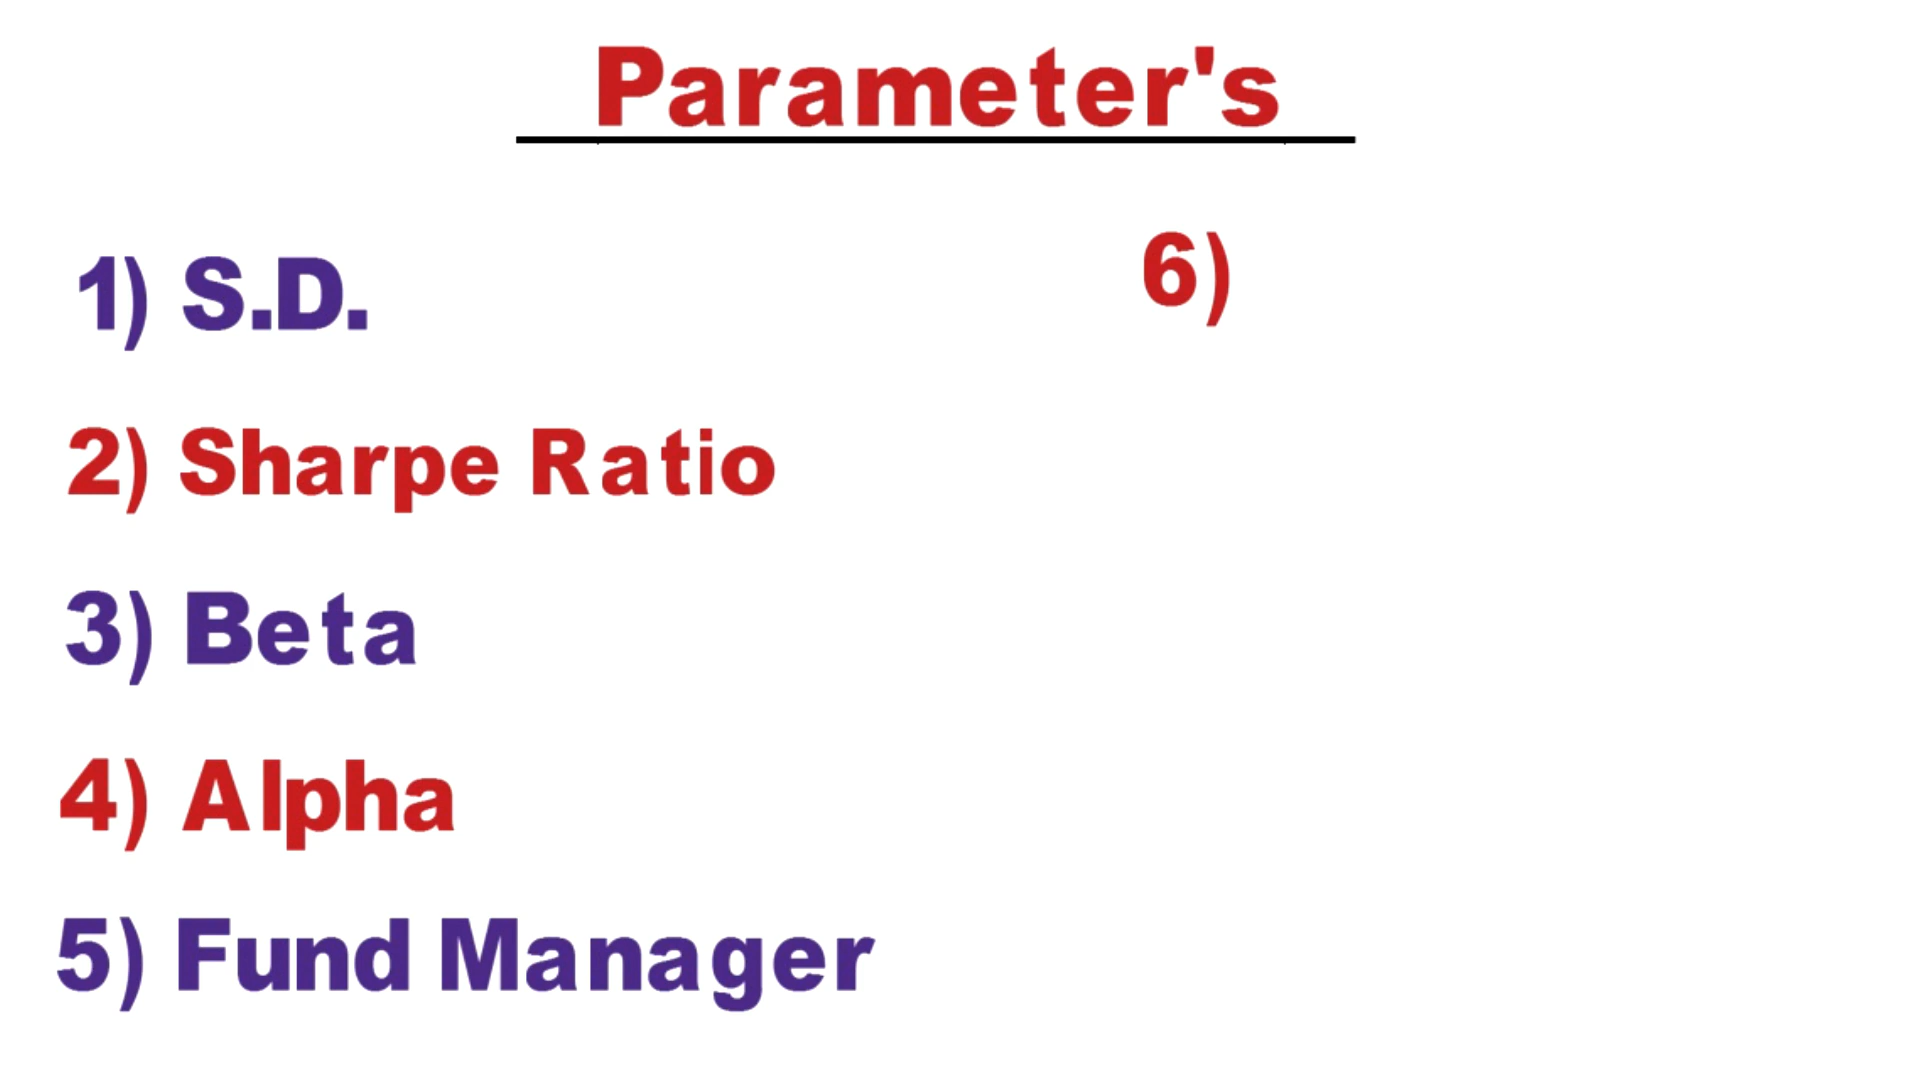 Parameter's
1) S.D.
2) Sharpe Ratio
3) Beta
4) Alpha
5) Fund Manager
6)